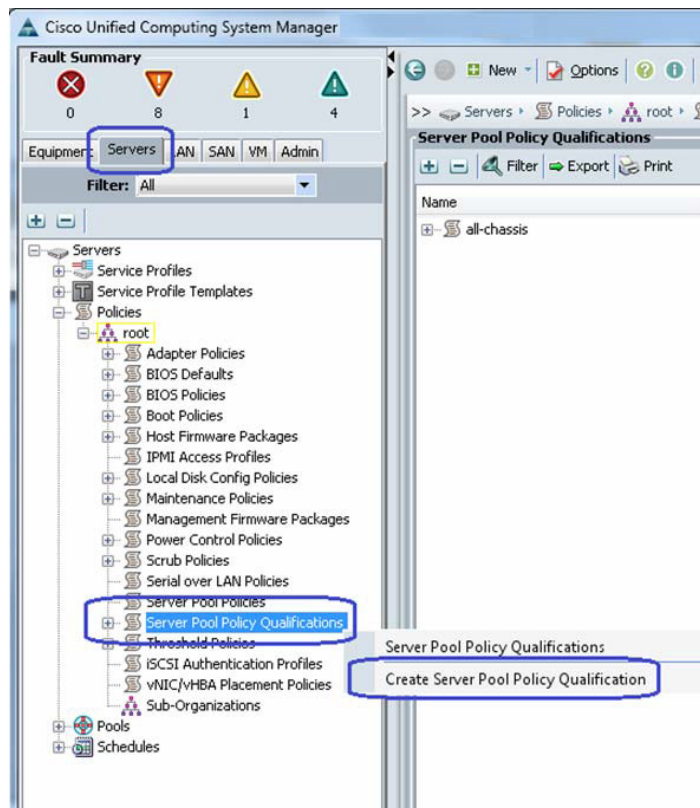 Cisco Unified Computing System Manager
Fault Summary
0 8 1 4
Equipment Servers LAN SAN VM Admin
Filter: All
Servers
Service Profiles
Service Profile Templates
Policies
root
Adapter Policies
BIOS Defaults
BIOS Policies
Boot Policies
Host Firmware Packages
IPMI Access Profiles
Local Disk Config Policies
Maintenance Policies
Management Firmware Packages
Power Control Policies
Scrub Policies
Serial over LAN Policies
Server Pool Policies
Server Pool Policy Qualifications
Threshold Policies
iSCSI Authentication Profiles
vNIC/vHBA Placement Policies
Sub-Organizations
Pools
Schedules
New Options
>> Servers Policies root
Server Pool Policy Qualifications
Filter Export Print
Name
all-chassis
Server Pool Policy Qualifications
Create Server Pool Policy Qualification